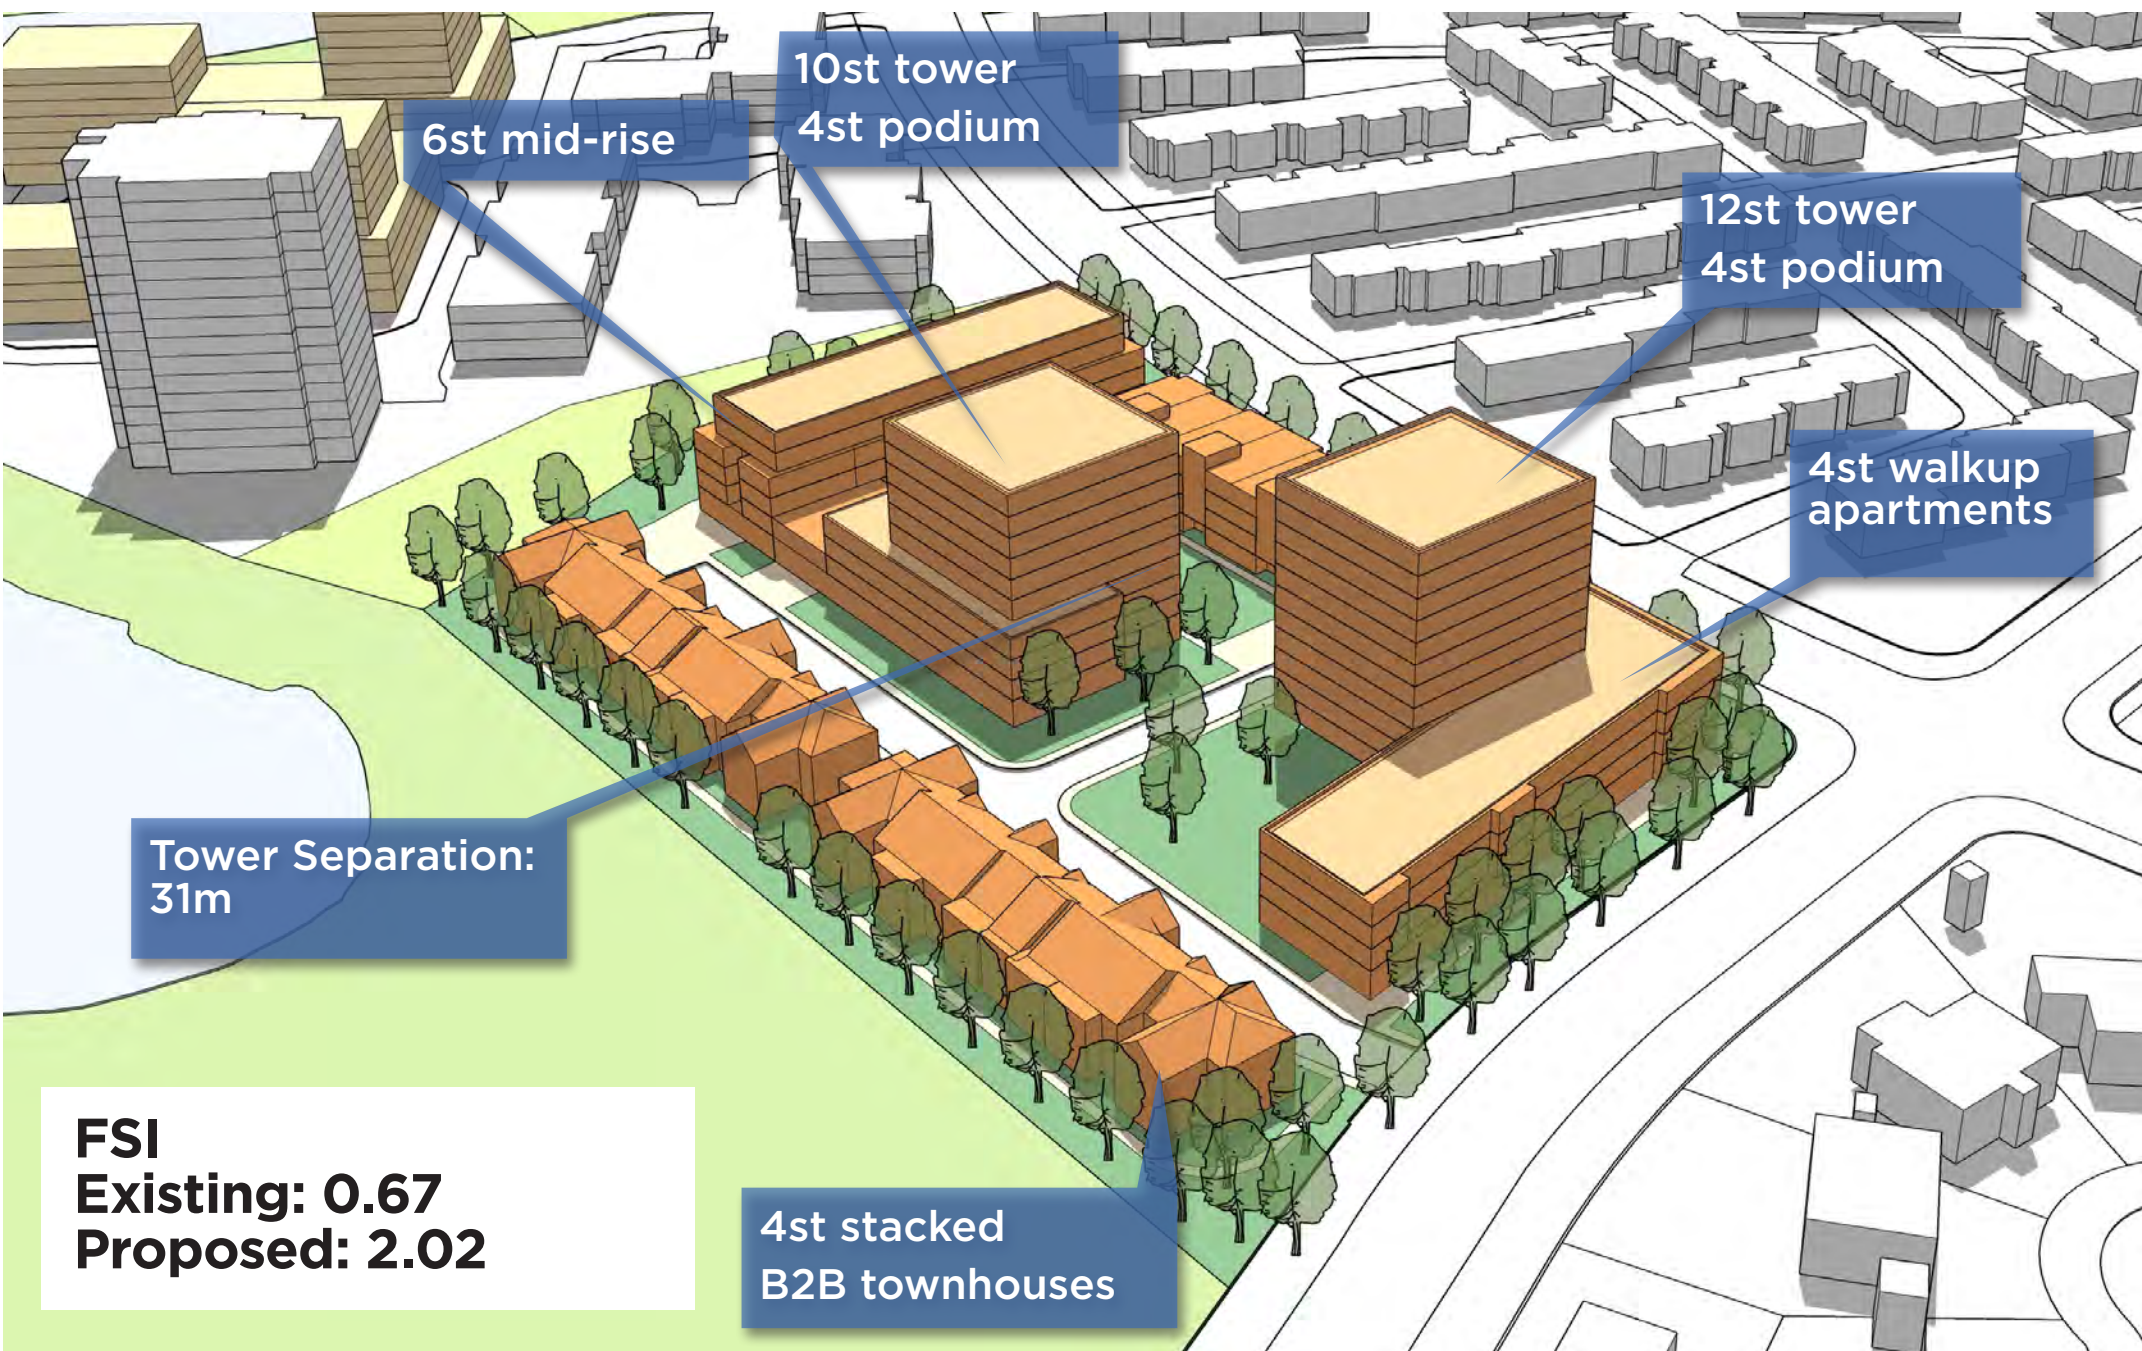 10st tower
4st podium
6st mid-rise
12st tower
4st podium
4st walkup
apartments
Tower Separation:
31m
FSI
Existing: 0.67
Proposed: 2.02
4st stacked
B2B townhouses